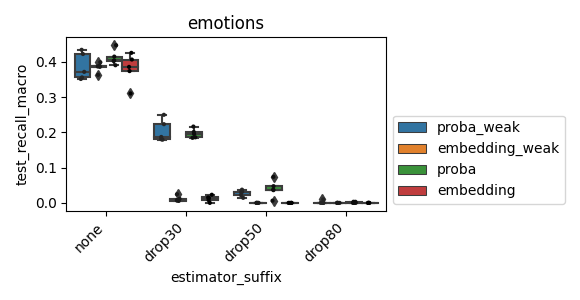 emotions
test_recall_macro
0.4
0.3
0.2
0.1
0.0
none
drop30
drop50
drop80
estimator_suffix
proba_weak
embedding_weak
proba
embedding